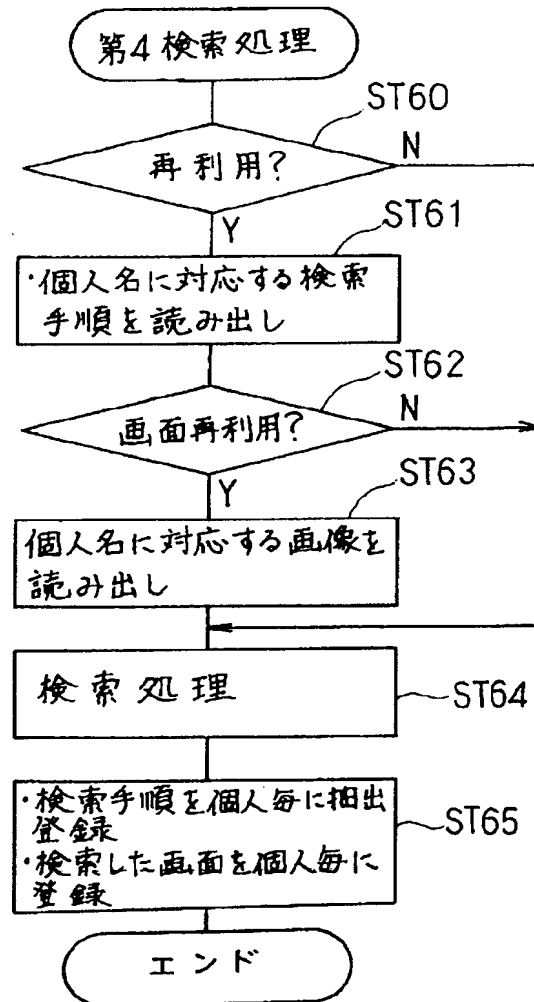 第4検索処理
ST60
再利用?
N
Y
ST61
・個人名に対応する検索
手順を読み出し
ST62
画面再利用?
N
Y
ST63
個人名に対応する画像を
読み出し
検索処理
ST64
・検索手順を個人毎に抽出
登録
・検索した画面を個人毎に
登録
ST65
エンド